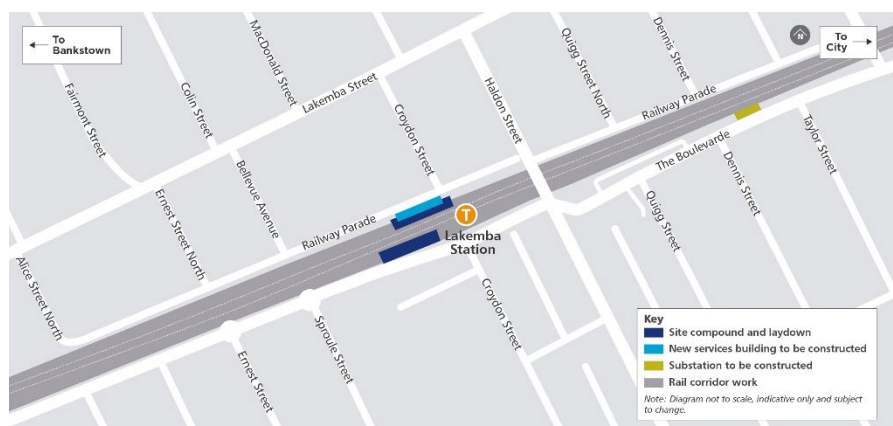 To
Bankstown
MacDonald Street
Colin Street
Fairmont Street
Lakemba Street
Croydon Street
Haldon Street
Quigg Street North
Dennis Street
N
To
City
Railway Parade
The Boulevarde
Taylor Street
Bellevue Avenue
Ernest Street North
Railway Parade
T
Lakemba
Station
Alice Street North
Ernest Street
Sproule Street
Croydon Street
Quigg Street
Dennis Street
Key
Site compound and laydown
New services building to be constructed
Substation to be constructed
Rail corridor work
Note: Diagram not to scale, indicative only and subject
to change.